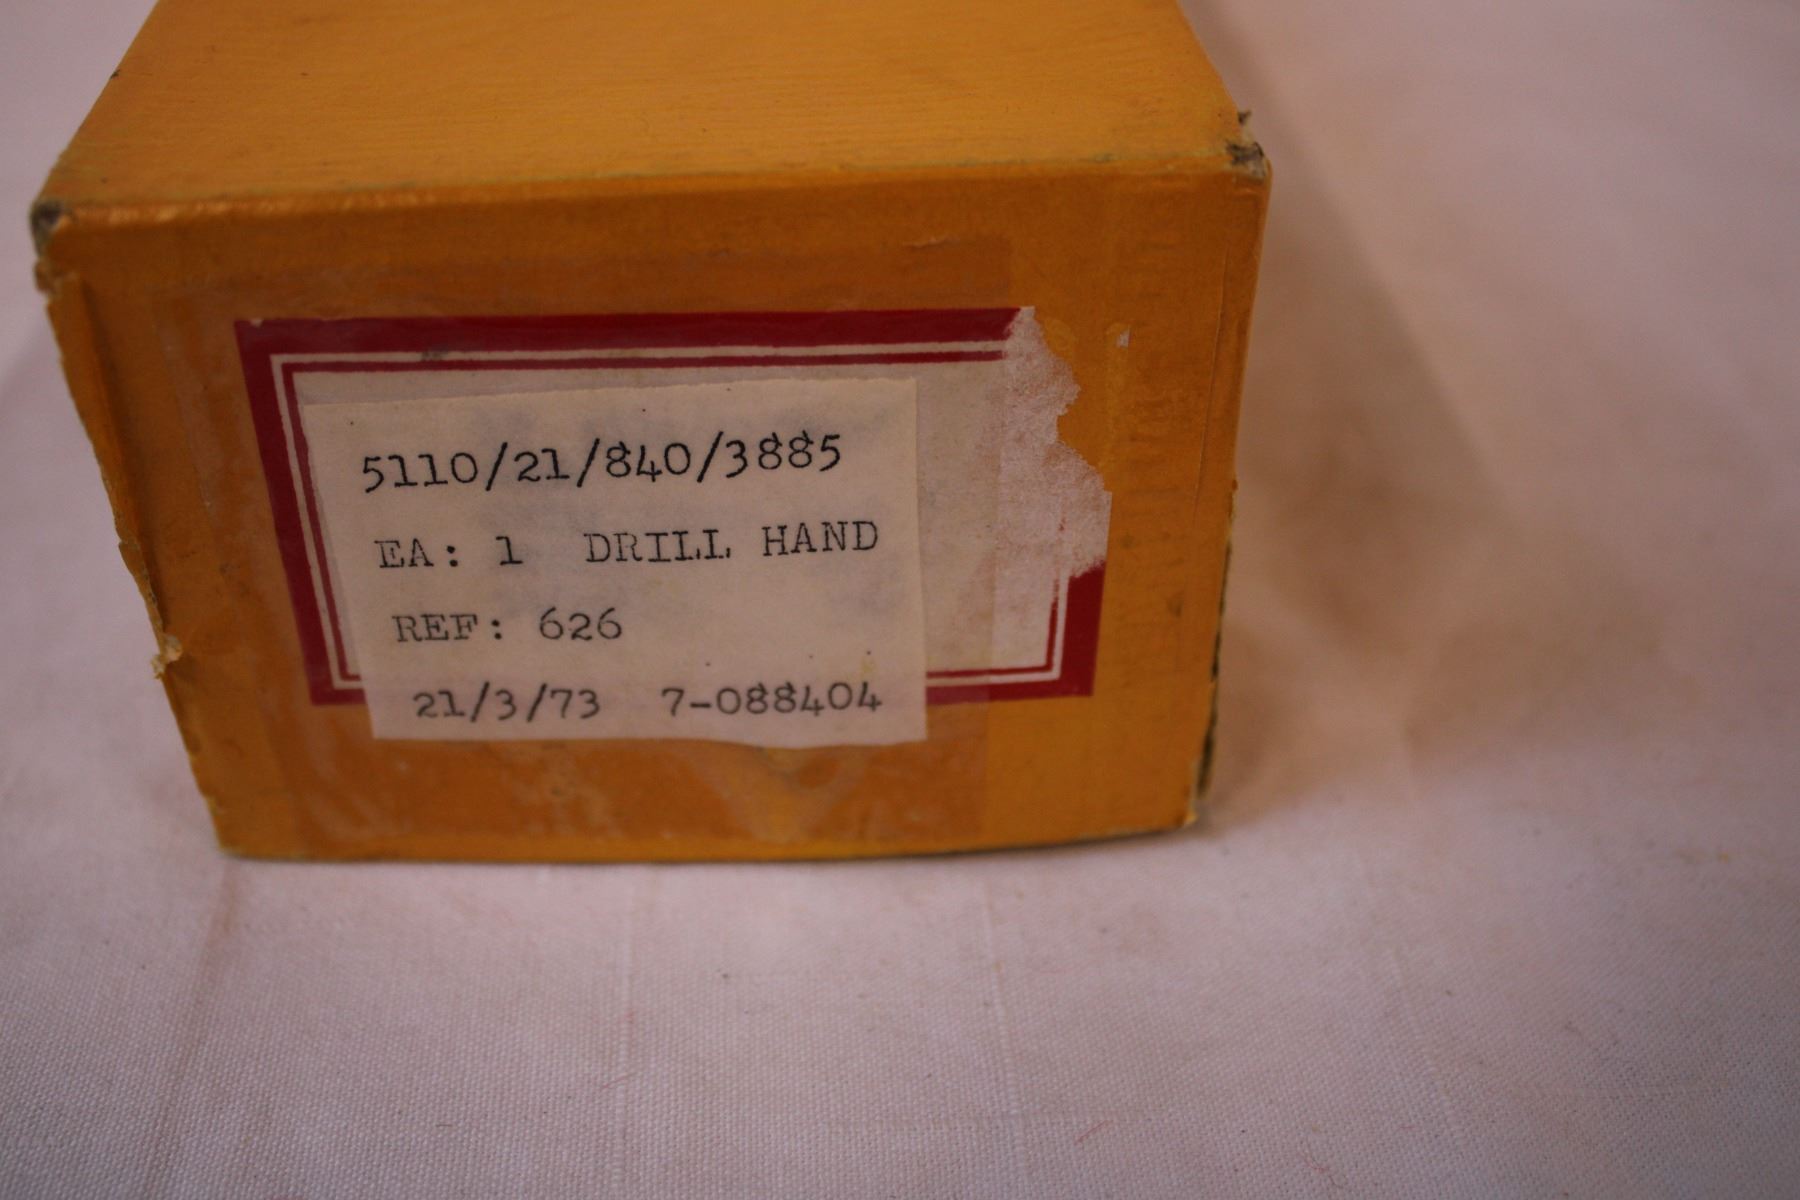 5110/21/840/3885
EA: 1 DRILL HAND
REF: 626
21/3/73 7-088404